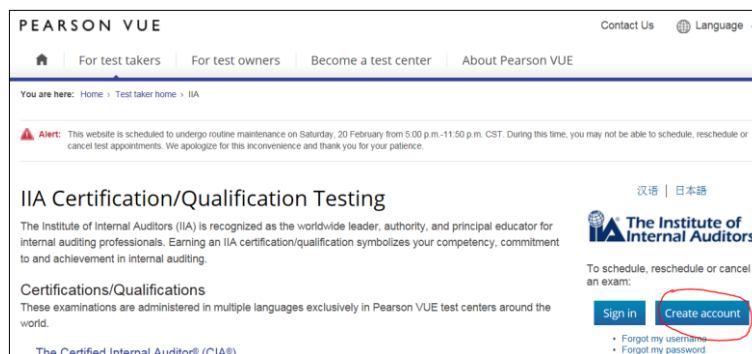 PEARSON VUE
Contact Us
Language
For test takers
For test owners
Become a test center
About Pearson VUE
You are here: Home › Test taker home › IIA
Alert: This website is scheduled to undergo routine maintenance on Saturday, 20 February from 5:00 p.m.-11:50 p.m. CST. During this time, you may not be able to schedule, reschedule or
cancel test appointments. We apologize for this inconvenience and thank you for your patience.
IIA Certification/Qualification Testing
The Institute of Internal Auditors (IIA) is recognized as the worldwide leader, authority, and principal educator for
internal auditing professionals. Earning an IIA certification/qualification symbolizes your competency, commitment
to and achievement in internal auditing.
Certifications/Qualifications
These examinations are administered in multiple languages exclusively in Pearson VUE test centers around the
world.
The Certified Internal Auditor® (CIA®)
汉语 | 日本語
IIA
The Institute of
Internal Auditors
To schedule, reschedule or cancel
an exam:
Sign in
Create account
• Forgot my username
• Forgot my password